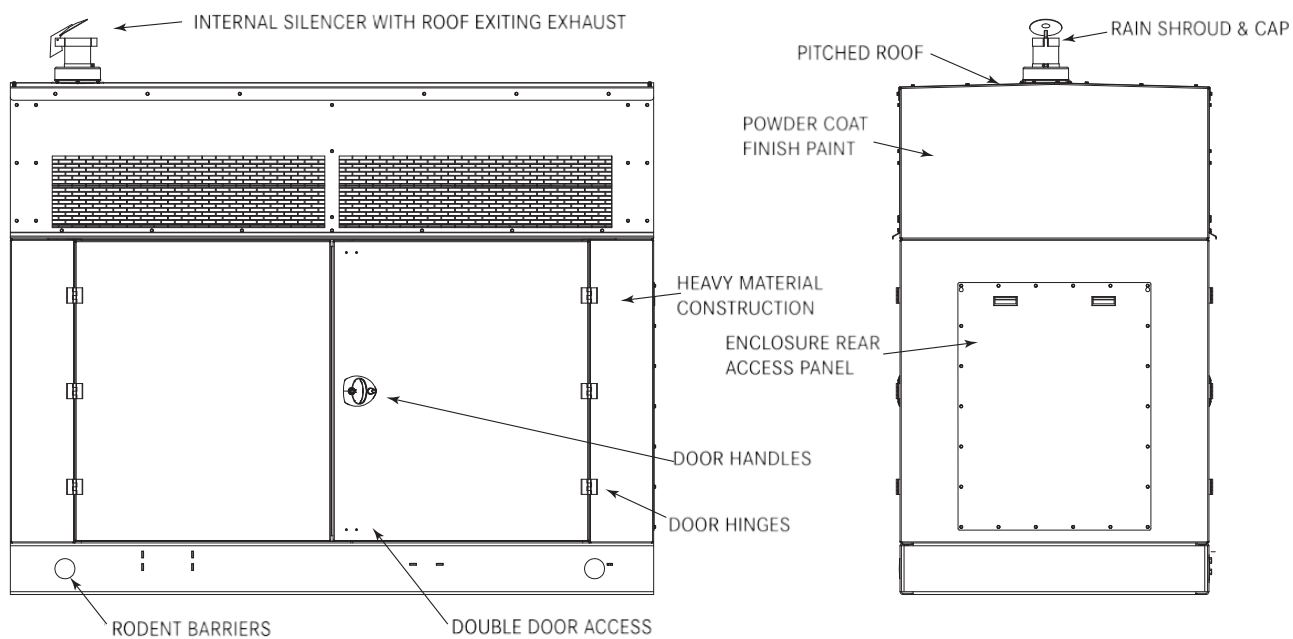 INTERNAL SILENCER WITH ROOF EXITING EXHAUST
RAIN SHROUD & CAP
PITCHED ROOF
POWDER COAT
FINISH PAINT
HEAVY MATERIAL
CONSTRUCTION
ENCLOSURE REAR
ACCESS PANEL
DOOR HANDLES
DOOR HINGES
RODENT BARRIERS
DOUBLE DOOR ACCESS